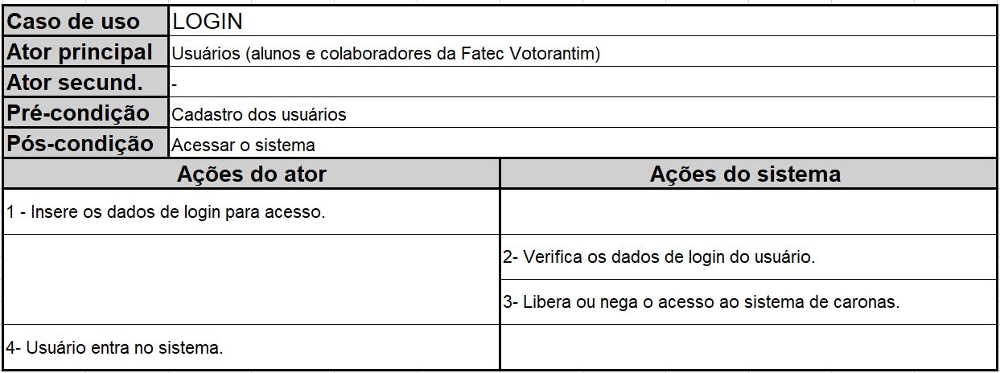 Caso de uso LOGIN
Ator principal Usuários (alunos e colaboradores da Fatec Votorantim)
Ator secund. -
Pré-condição Cadastro dos usuários
Pós-condição Acessar o sistema
Ações do ator Ações do sistema
1 - Insere os dados de login para acesso.
2- Verifica os dados de login do usuário.
3- Libera ou nega o acesso ao sistema de caronas.
4- Usuário entra no sistema.